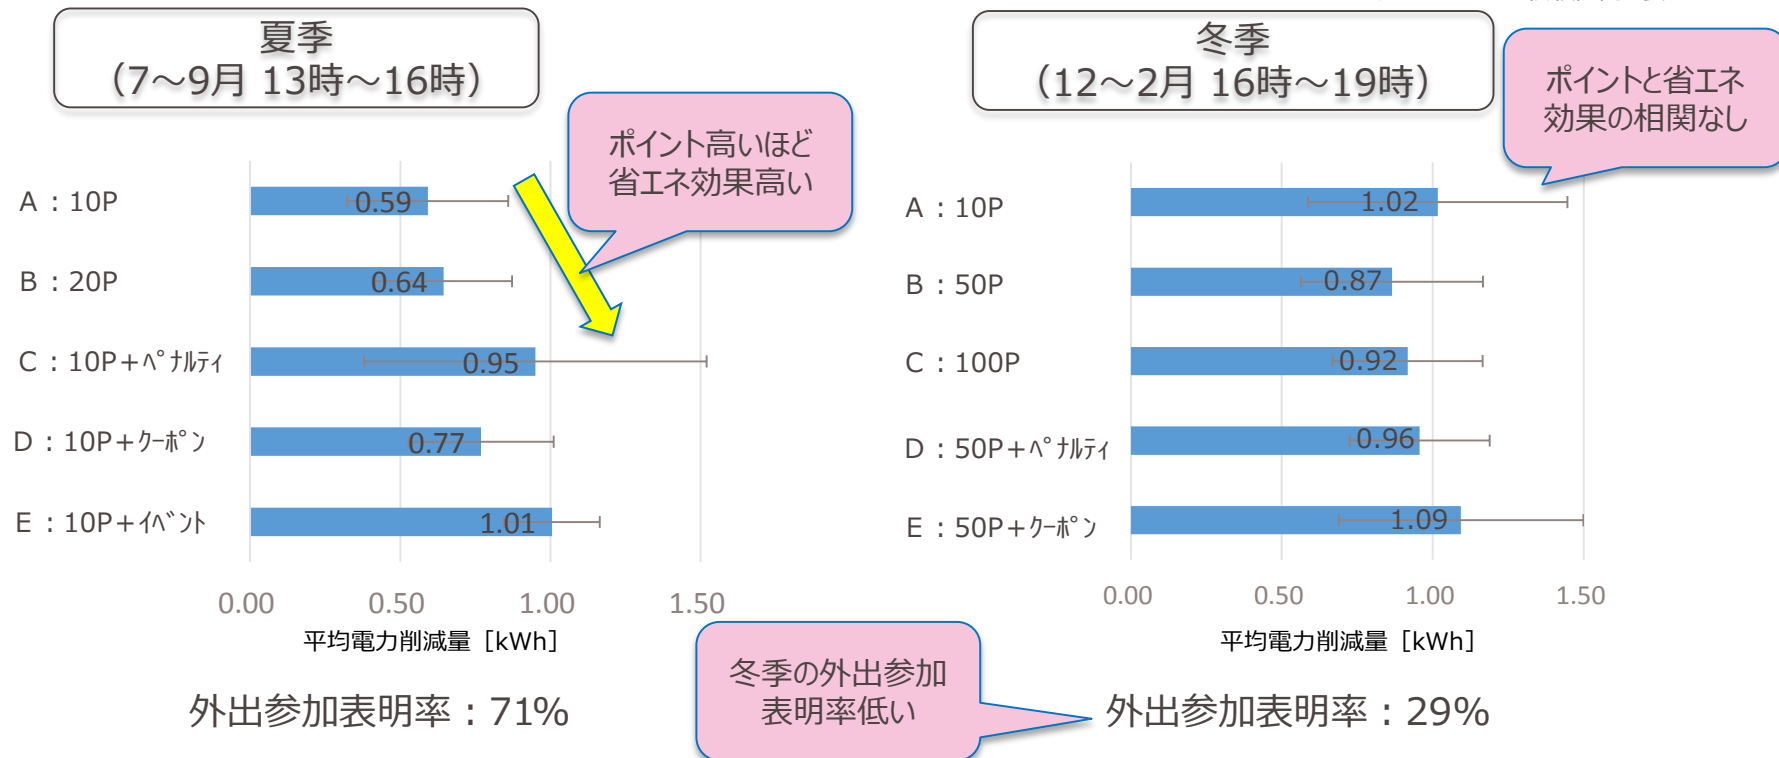 夏季
（7～9月 13時～16時）
ポイント高いほど
省エネ効果高い
A：10P
0.59
B：20P
0.64
C：10P+ﾍﾟﾅﾙﾃｨ
0.95
D：10P+ｸｰﾎﾟﾝ
0.77
E：10P+ｲﾍﾞﾝﾄ
1.01
0.00
0.50
1.00
1.50
平均電力削減量［kWh］
外出参加表明率：71%
冬季
（12～2月 16時～19時）
ポイントと省エネ
効果の相関なし
A：10P
1.02
B：50P
0.87
C：100P
0.92
D：50P+ﾍﾟﾅﾙﾃｨ
0.96
E：50P+ｸｰﾎﾟﾝ
1.09
0.00
0.50
1.00
1.50
平均電力削減量［kWh］
冬季の外出参加
表明率低い
外出参加表明率：29%